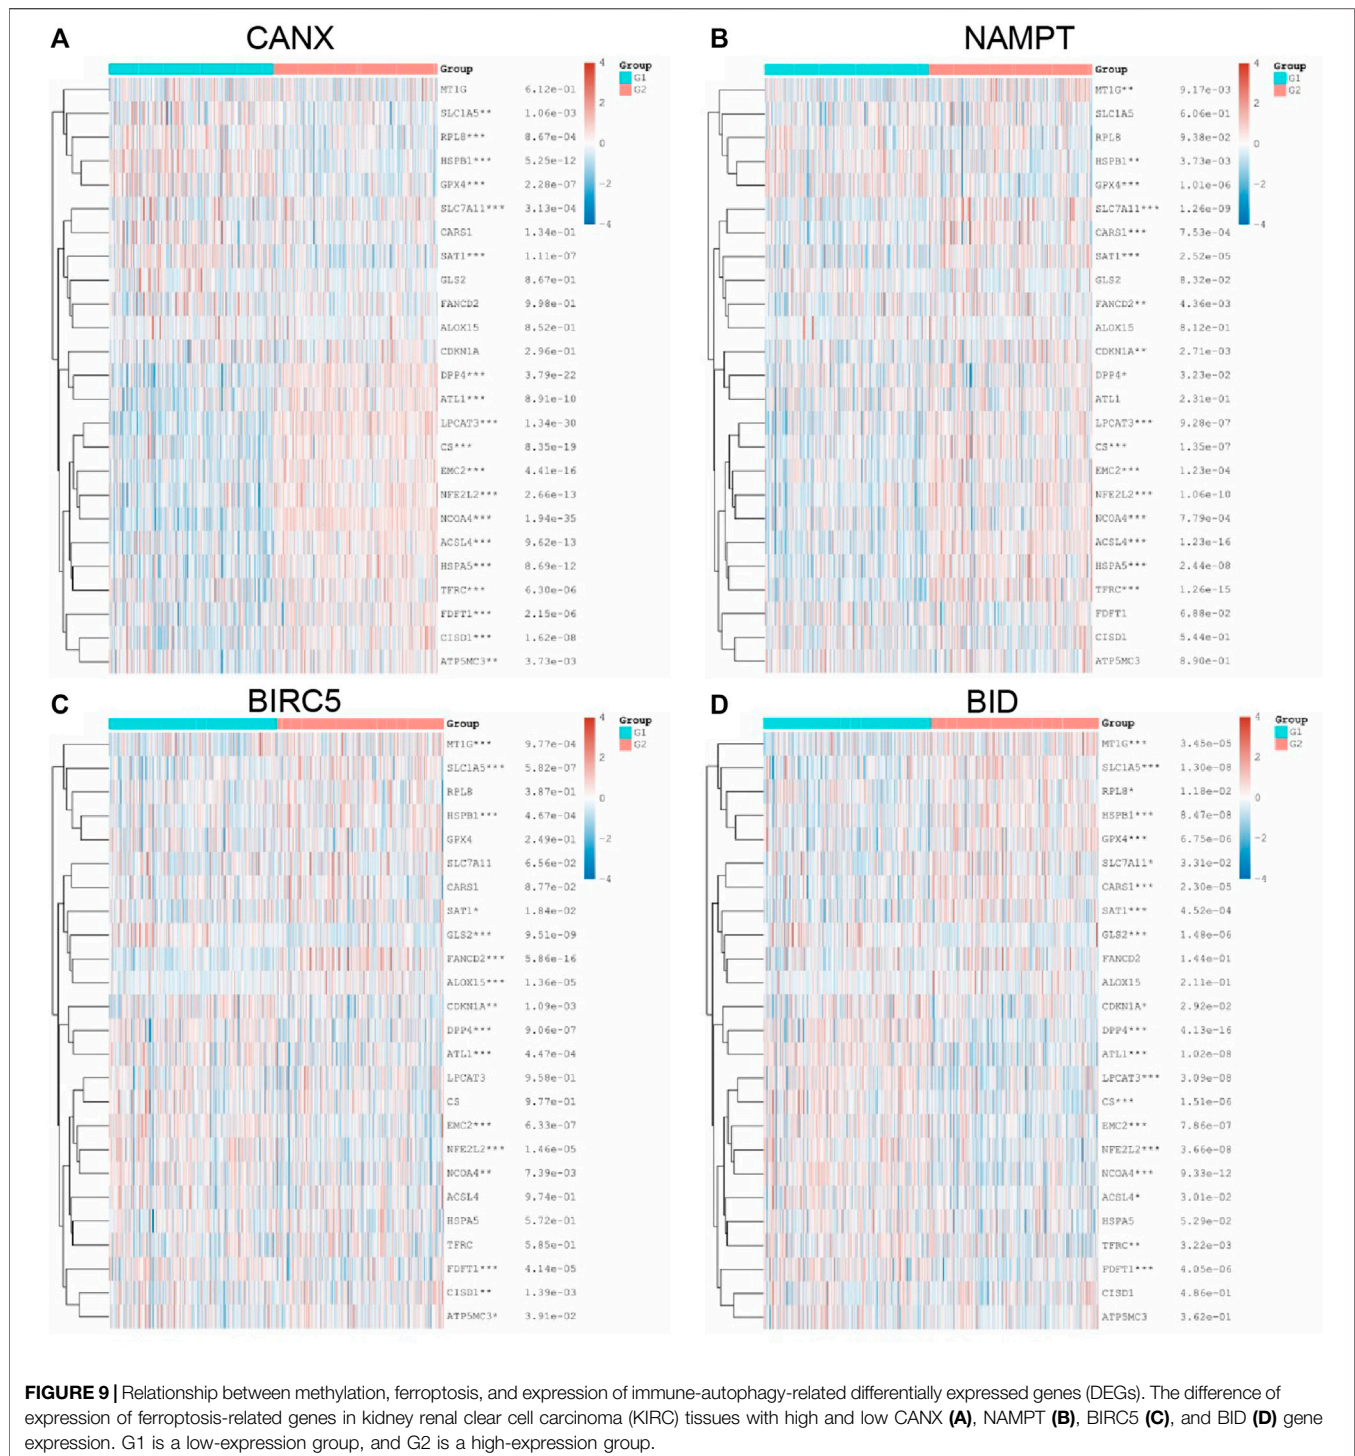 A CANX
Group
MT1G 6.12e-01
SLC1A5** 1.06e-03
RPL8*** 8.67e-04
HSPB1*** 5.25e-12
GPX4*** 2.28e-07
SLC7A11*** 3.13e-04
CARS1 1.34e-01
SAT1*** 1.11e-07
GLS2 8.67e-01
FANCD2 9.98e-01
ALOX15 8.52e-01
CDKN1A 2.96e-01
DPP4*** 3.79e-22
ATL1*** 8.91e-10
LPCAT3*** 1.34e-30
CS*** 8.35e-19
EMC2*** 4.41e-16
NFE2L2*** 2.66e-13
NCOA4*** 1.94e-35
ACSL4*** 9.62e-13
HSPA5*** 8.69e-12
TFRC*** 6.30e-06
FDFT1*** 2.15e-06
CISD1*** 1.62e-08
ATP5MC3** 3.73e-03
4
2
0
-2
-4
Group
G1
G2
B NAMPT
Group
MT1G** 9.17e-03
SLC1A5 6.06e-01
RPL8 9.38e-02
HSPB1** 3.73e-03
GPX4*** 1.01e-06
SLC7A11*** 1.26e-09
CARS1*** 7.53e-04
SAT1*** 2.52e-05
GLS2 8.32e-02
FANCD2** 4.36e-03
ALOX15 8.12e-01
CDKN1A** 2.71e-03
DPP4* 3.23e-02
ATL1 2.31e-01
LPCAT3*** 9.28e-07
CS*** 1.35e-07
EMC2*** 1.23e-04
NFE2L2*** 1.06e-10
NCOA4*** 7.79e-04
ACSL4*** 1.23e-16
HSPA5*** 2.44e-08
TFRC*** 1.26e-15
FDFT1 6.88e-02
CISD1 5.44e-01
ATP5MC3 8.90e-01
4
2
0
-2
-4
Group
G1
G2
C BIRC5
Group
MT1G*** 9.77e-04
SLC1A5*** 5.82e-07
RPL8 3.87e-01
HSPB1*** 4.67e-04
GPX4 2.49e-01
SLC7A11 6.56e-02
CARS1 8.77e-02
SAT1* 1.84e-02
GLS2*** 9.51e-09
FANCD2*** 5.86e-16
ALOX15*** 1.36e-05
CDKN1A** 1.09e-03
DPP4*** 9.06e-07
ATL1*** 4.47e-04
LPCAT3 9.58e-01
CS 9.77e-01
EMC2*** 6.33e-07
NFE2L2*** 1.46e-05
NCOA4** 7.39e-03
ACSL4 9.74e-01
HSPA5 5.72e-01
TFRC 5.85e-01
FDFT1*** 4.14e-05
CISD1** 1.39e-03
ATP5MC3* 3.91e-02
4
2
0
-2
-4
Group
G1
G2
D BID
Group
MT1G*** 3.45e-05
SLC1A5*** 1.30e-08
RPL8* 1.18e-02
HSPB1*** 8.47e-08
GPX4*** 6.75e-06
SLC7A11* 3.31e-02
CARS1*** 2.30e-05
SAT1*** 4.52e-04
GLS2*** 1.48e-06
FANCD2 1.44e-01
ALOX15 2.11e-01
CDKN1A* 2.92e-02
DPP4*** 4.13e-16
ATL1*** 1.02e-08
LPCAT3*** 3.09e-08
CS*** 1.51e-06
EMC2*** 7.86e-07
NFE2L2*** 3.66e-08
NCOA4*** 9.33e-12
ACSL4* 3.01e-02
HSPA5 5.29e-02
TFRC** 3.22e-03
FDFT1*** 4.05e-06
CISD1 4.86e-01
ATP5MC3 3.62e-01
4
2
0
-2
-4
Group
G1
G2
FIGURE 9 | Relationship between methylation, ferroptosis, and expression of immune-autophagy-related differentially expressed genes (DEGs). The difference of
expression of ferroptosis-related genes in kidney renal clear cell carcinoma (KIRC) tissues with high and low CANX (A), NAMPT (B), BIRC5 (C), and BID (D) gene
expression. G1 is a low-expression group, and G2 is a high-expression group.